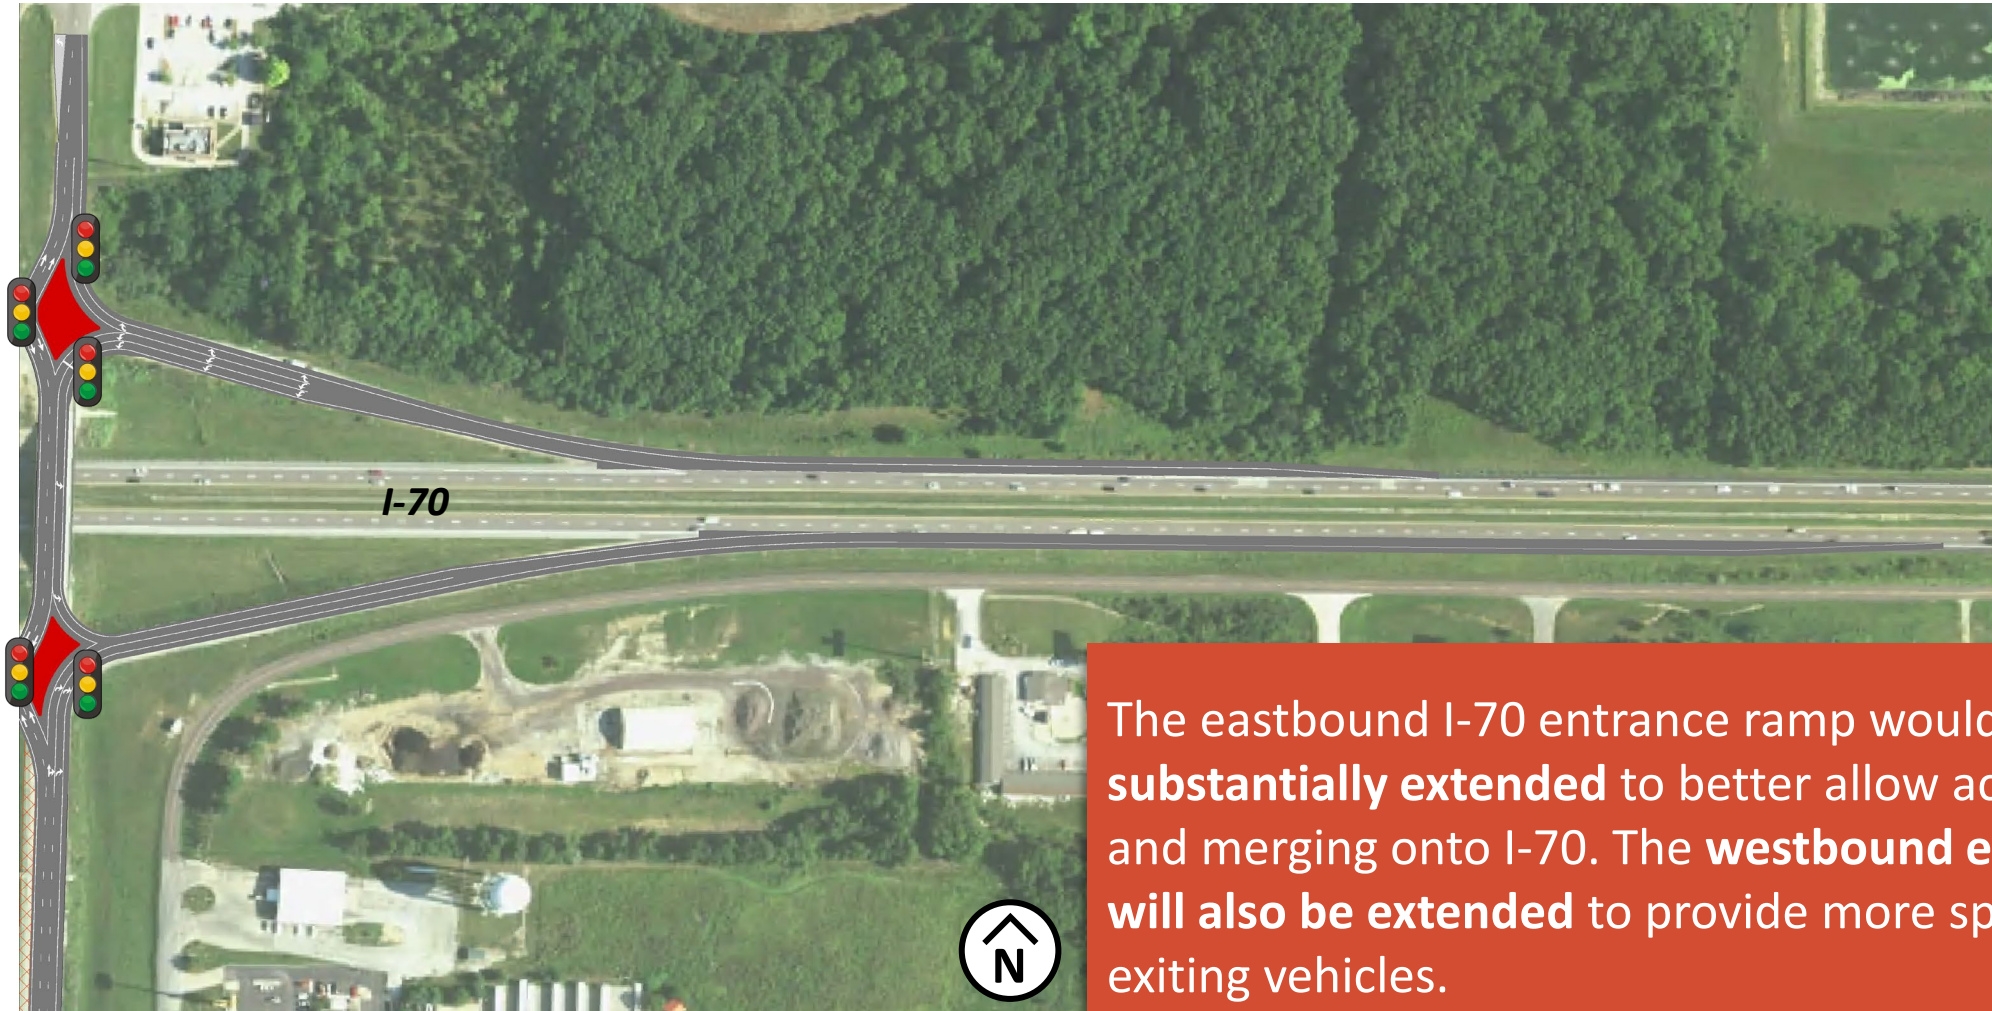 I-70
The eastbound I-70 entrance ramp would
substantially extended to better allow
and merging onto I-70. The westbound
will also be extended to provide more
exiting vehicles.
N